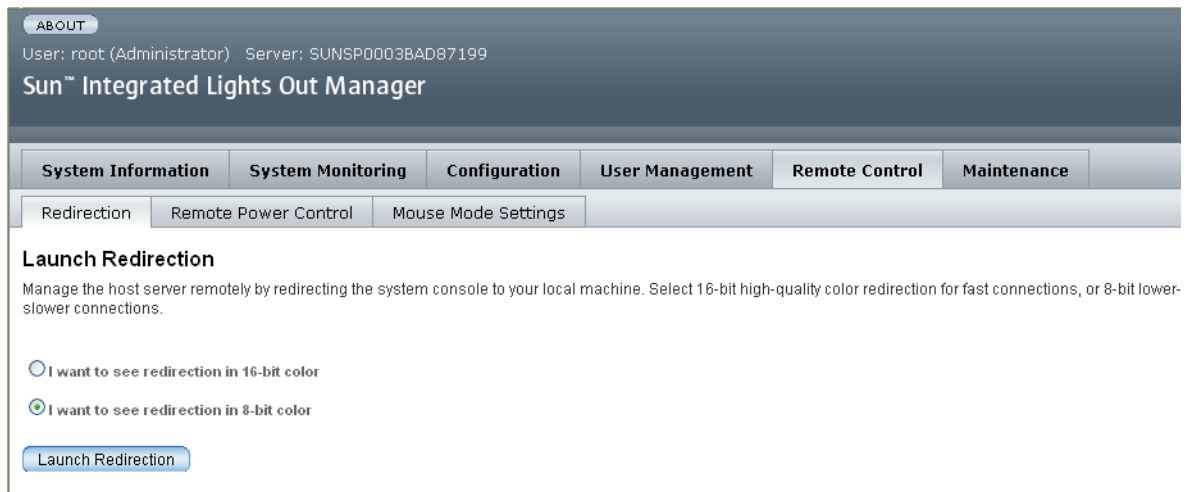 ABOUT
User: root (Administrator) Server: SUNSP0003BAD87199
Sun™ Integrated Lights Out Manager
System Information System Monitoring Configuration User Management Remote Control Maintenance
Redirection Remote Power Control Mouse Mode Settings
Launch Redirection
Manage the host server remotely by redirecting the system console to your local machine. Select 16-bit high-quality color redirection for fast connections, or 8-bit lower-
slower connections.
I want to see redirection in 16-bit color
I want to see redirection in 8-bit color
Launch Redirection